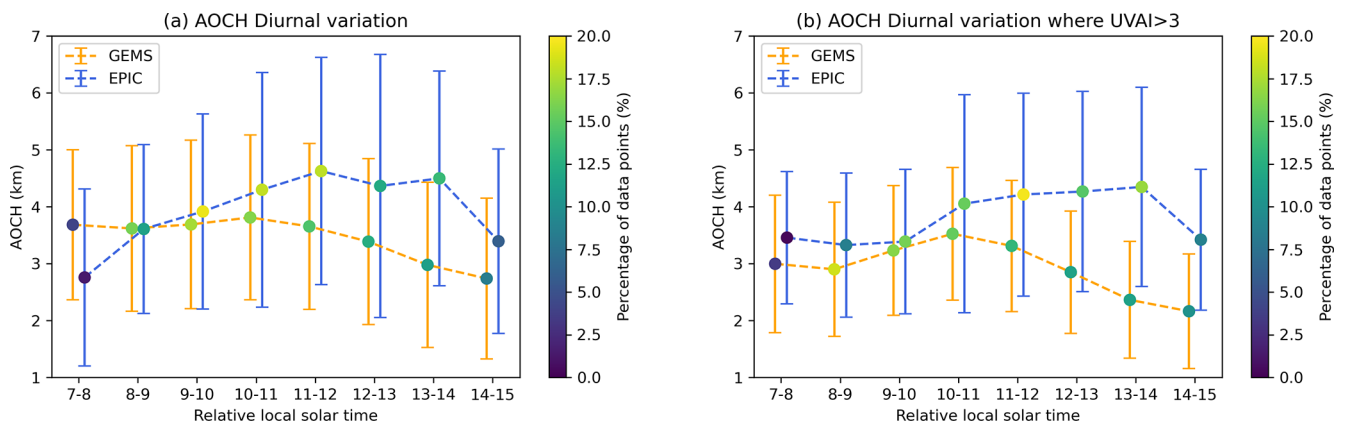 (a) AOCH Diurnal variation
GEMS
EPIC
AOCH (km)
7
6
5
4
3
2
1
7-8 8-9 9-10 10-11 11-12 12-13 13-14 14-15
Relative local solar time
20.0
17.5
15.0
12.5
10.0
7.5
5.0
2.5
0.0
Percentage of data points (%)
(b) AOCH Diurnal variation where UVAI>3
GEMS
EPIC
AOCH (km)
7
6
5
4
3
2
1
7-8 8-9 9-10 10-11 11-12 12-13 13-14 14-15
Relative local solar time
20.0
17.5
15.0
12.5
10.0
7.5
5.0
2.5
0.0
Percentage of data points (%)